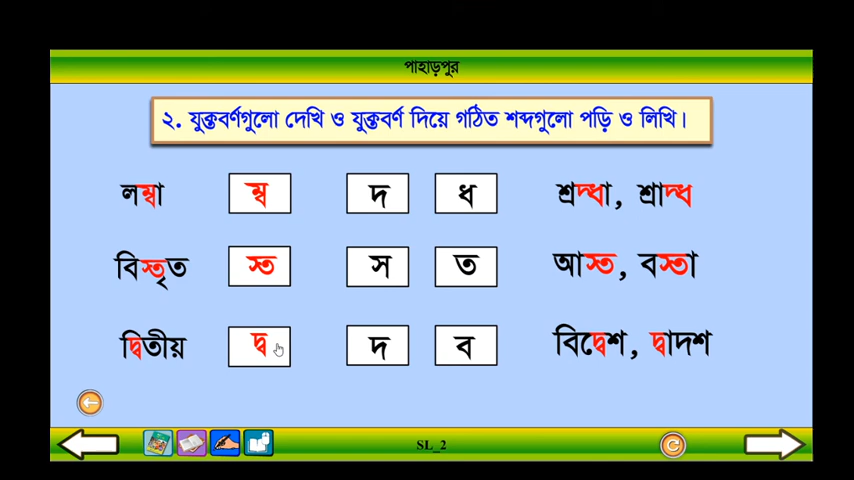 পাহাড়পুর
২. যুক্তবর্ণগুলো দেখি ও যুক্তবর্ণ দিয়ে গঠিত শব্দগুলো পড়ি ও লিখি।
লম্বা ম্ব দ ধ শ্রদ্ধা, শ্রাদ্ধ
বিস্তৃত স্ত স ত আস্ত, বস্তা
দ্বিতীয় দ্ব দ ব বিদ্বেশ, দ্বাদশ
SL_2